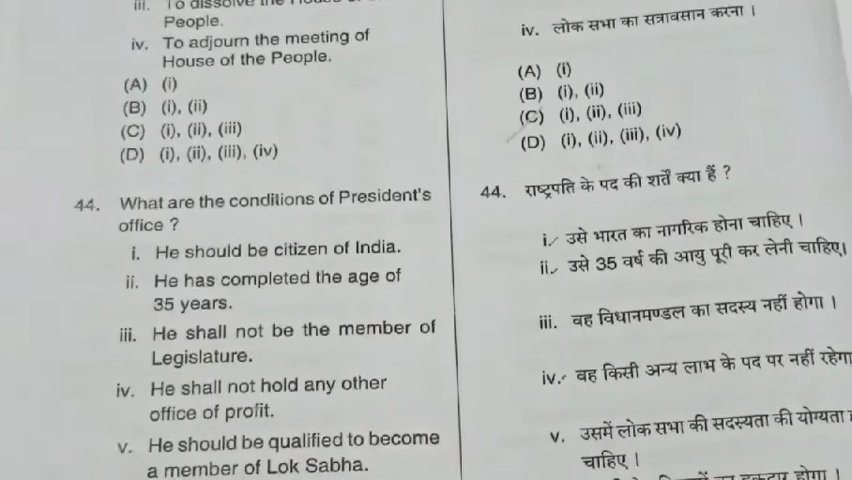 iii. To dissolve the
People.
iv. To adjourn the meeting of
House of the People.
(A) (i)
(B) (i), (ii)
(C) (i), (ii), (iii)
(D) (i), (ii), (iii), (iv)
44. What are the conditions of President's
office ?
i. He should be citizen of India.
ii. He has completed the age of
35 years.
iii. He shall not be the member of
Legislature.
iv. He shall not hold any other
office of profit.
v. He should be qualified to become
a member of Lok Sabha.
iv. लोक सभा का सत्रावसान करना ।
(A) (i)
(B) (i), (ii)
(C) (i), (ii), (iii)
(D) (i), (ii), (iii), (iv)
44. राष्ट्रपति के पद की शर्तें क्या हैं ?
i. उसे भारत का नागरिक होना चाहिए ।
ii. उसे 35 वर्ष की आयु पूरी कर लेनी चाहिए।
iii. वह विधानमण्डल का सदस्य नहीं होगा ।
iv. वह किसी अन्य लाभ के पद पर नहीं रहेगा
v. उसमें लोक सभा की सदस्यता की योग्यता
चाहिए ।
हकदार होगा ।